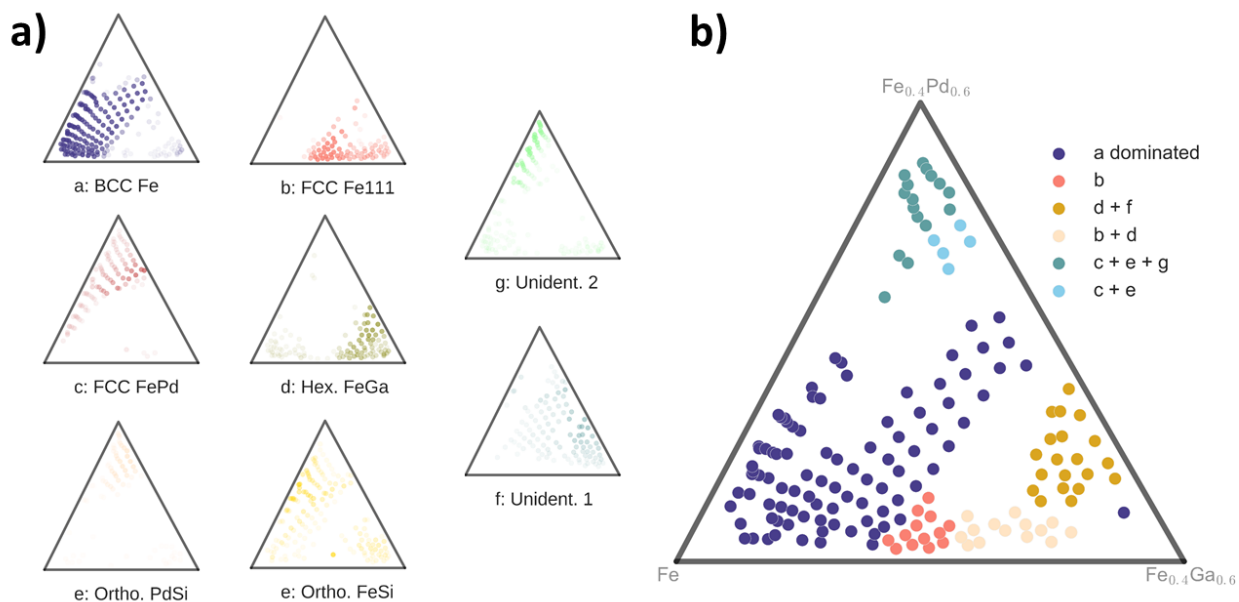 a)
a: BCC Fe
b: FCC Fe111
c: FCC FePd
d: Hex. FeGa
e: Ortho. PdSi
e: Ortho. FeSi
g: Unident. 2
f: Unident. 1
b)
Fe0.4Pd0.6
a dominated
b
d + f
b + d
c + e + g
c + e
Fe
Fe0.4Ga0.6